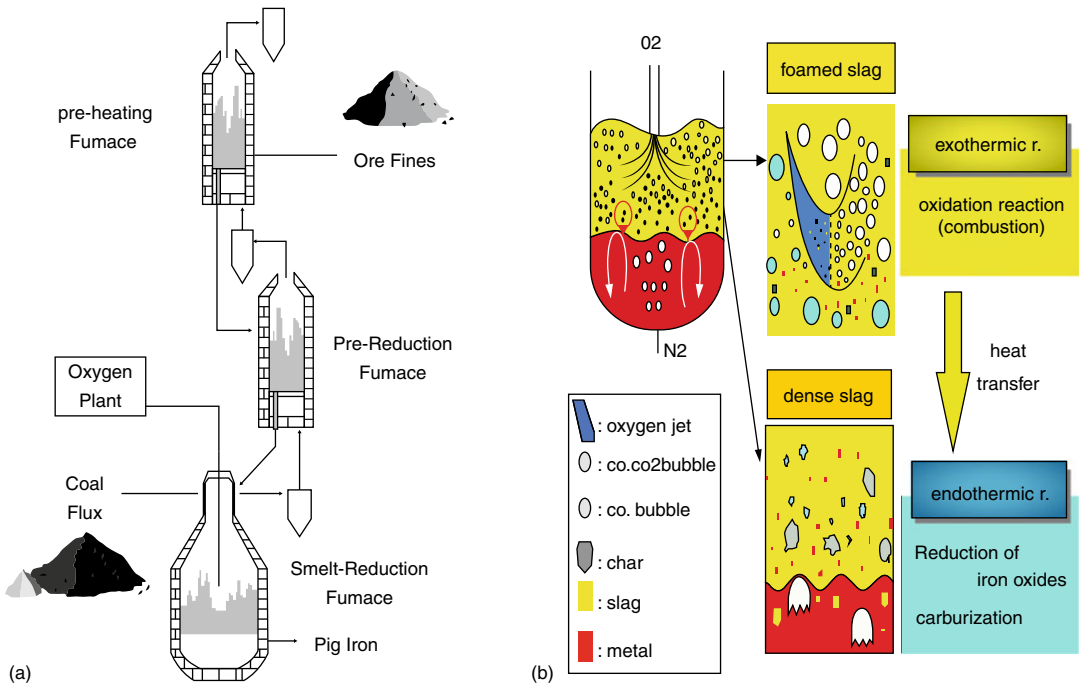 (a)
pre-heating
Fumace
Ore Fines
Pre-Reduction
Fumace
Oxygen
Plant
Coal
Flux
Smelt-Reduction
Fumace
Pig Iron
(b)
02
N2
foamed slag
exothermic r.
oxidation reaction
(combustion)
heat
transfer
dense slag
endothermic r.
Reduction of
iron oxides
carburization
: oxygen jet
: co.co2bubble
: co. bubble
: char
: slag
: metal